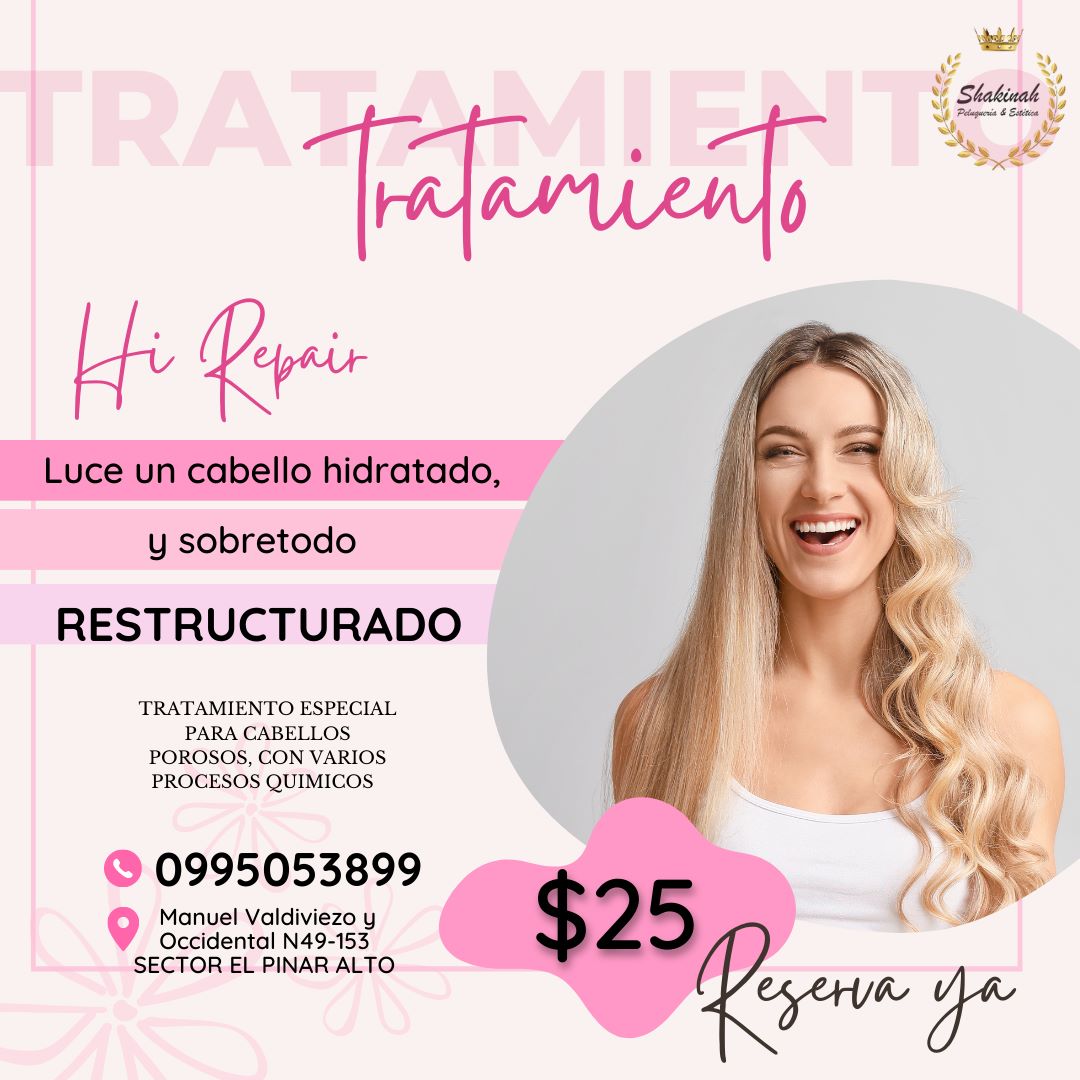 TRATAMIENTO
Tratamiento
Shakinah
Peluquería & Estética
Hi Repair
Luce un cabello hidratado,
y sobretodo
RESTRUCTURADO
TRATAMIENTO ESPECIAL
PARA CABELLOS
POROSOS, CON VARIOS
PROCESOS QUIMICOS
0995053899
Manuel Valdiviezo y
Occidental N49-153
SECTOR EL PINAR ALTO
$25
Reserva ya